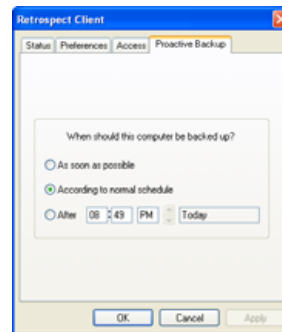 Retrospect Client
Status Preferences Access Proactive Backup
When should this computer be backed up?
As soon as possible
According to normal schedule
After 08 : 49 PM Today
OK Cancel Apply